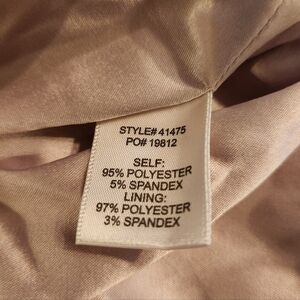 STYLE# 41475
PO# 19812
SELF:
95% POLYESTER
5% SPANDEX
LINING:
97% POLYESTER
3% SPANDEX